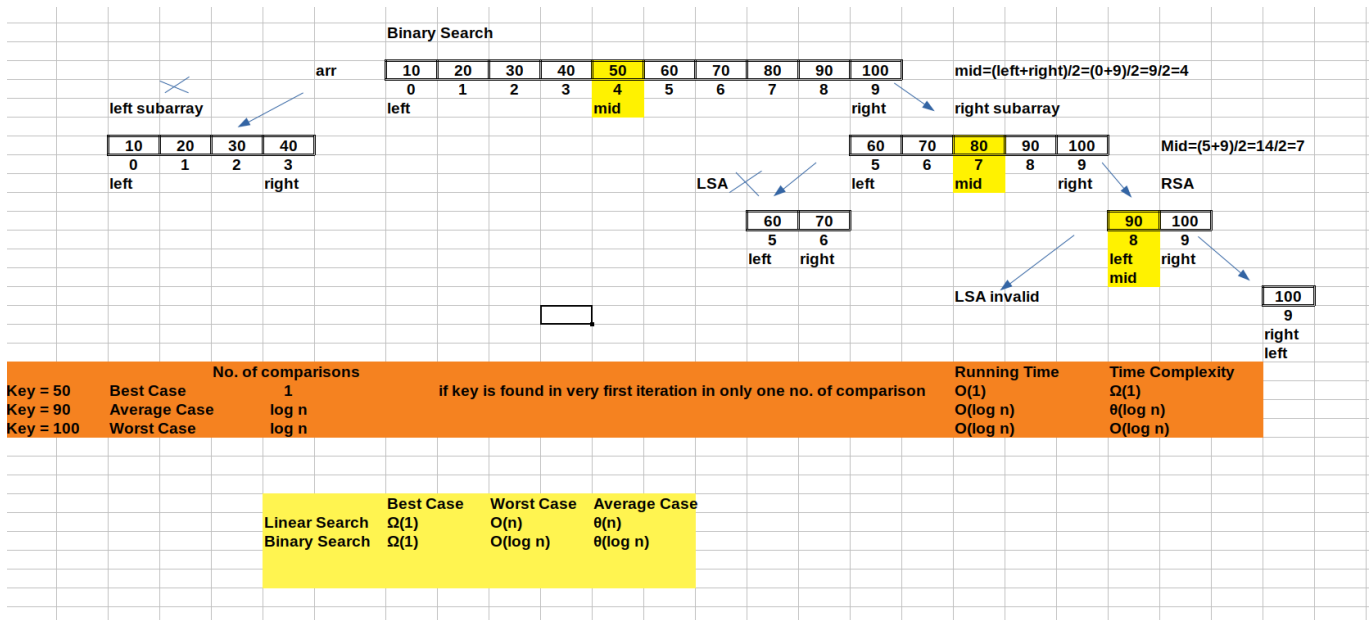 Binary Search
arr 10 20 30 40 50 60 70 80 90 100 mid=(left+right)/2=(0+9)/2=9/2=4
0 1 2 3 4 5 6 7 8 9
left subarray left mid right right subarray
10 20 30 40 60 70 80 90 100 Mid=(5+9)/2=14/2=7
0 1 2 3 5 6 7 8 9
left right LSA left mid right RSA
60 70 90 100
5 6 8 9
left right left right
mid
LSA invalid 100
9
right
left
No. of comparisons Running Time Time Complexity
Key = 50 Best Case 1 if key is found in very first iteration in only one no. of comparison O(1) Ω(1)
Key = 90 Average Case log n O(log n) θ(log n)
Key = 100 Worst Case log n O(log n) O(log n)
Best Case Worst Case Average Case
Linear Search Ω(1) O(n) θ(n)
Binary Search Ω(1) O(log n) θ(log n)